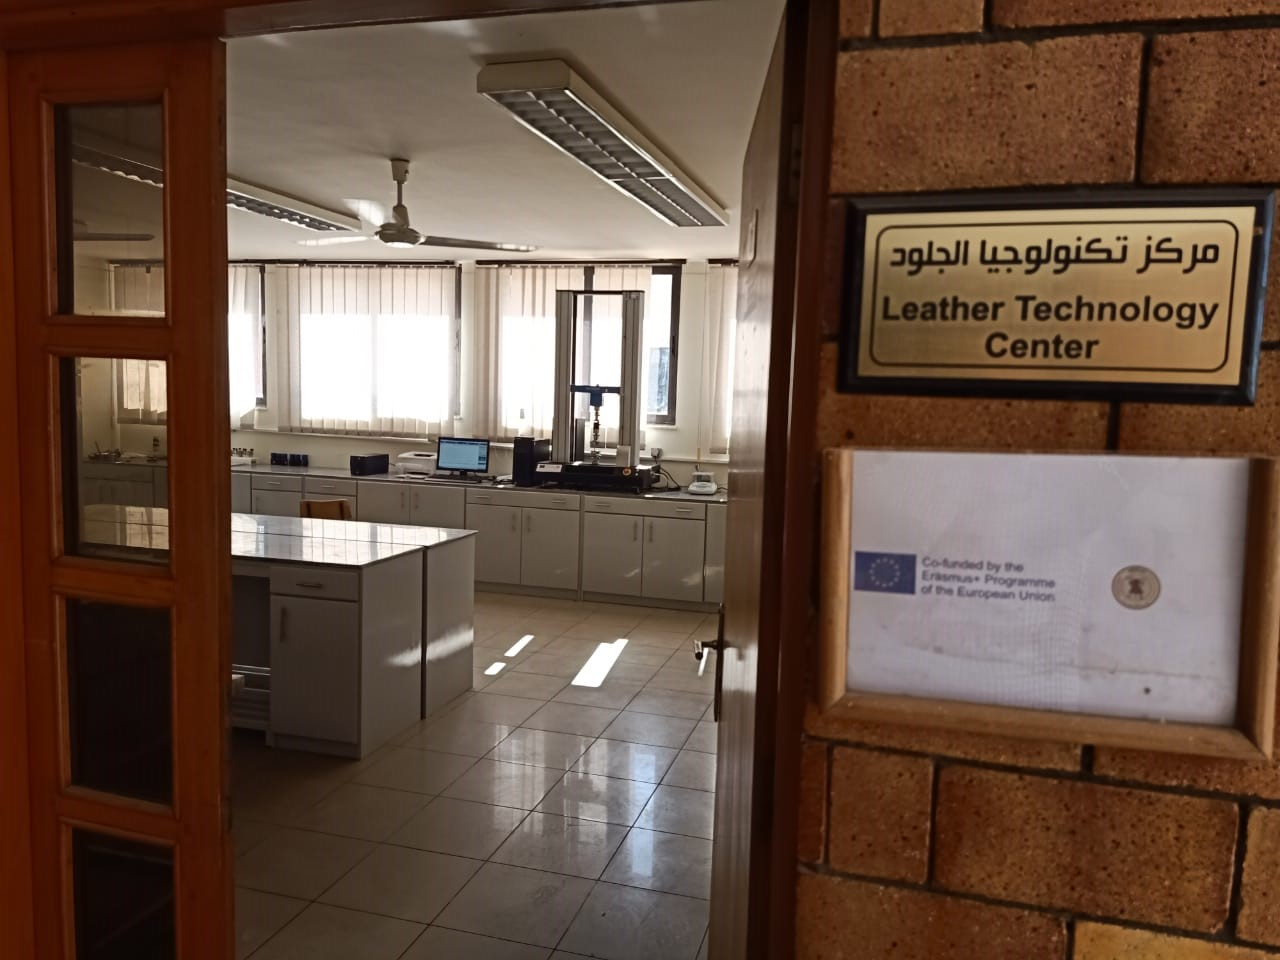 مركز تكنولوجيا الجلود
Leather Technology
Center
Co-funded by the
Erasmus+ Programme
of the European Union